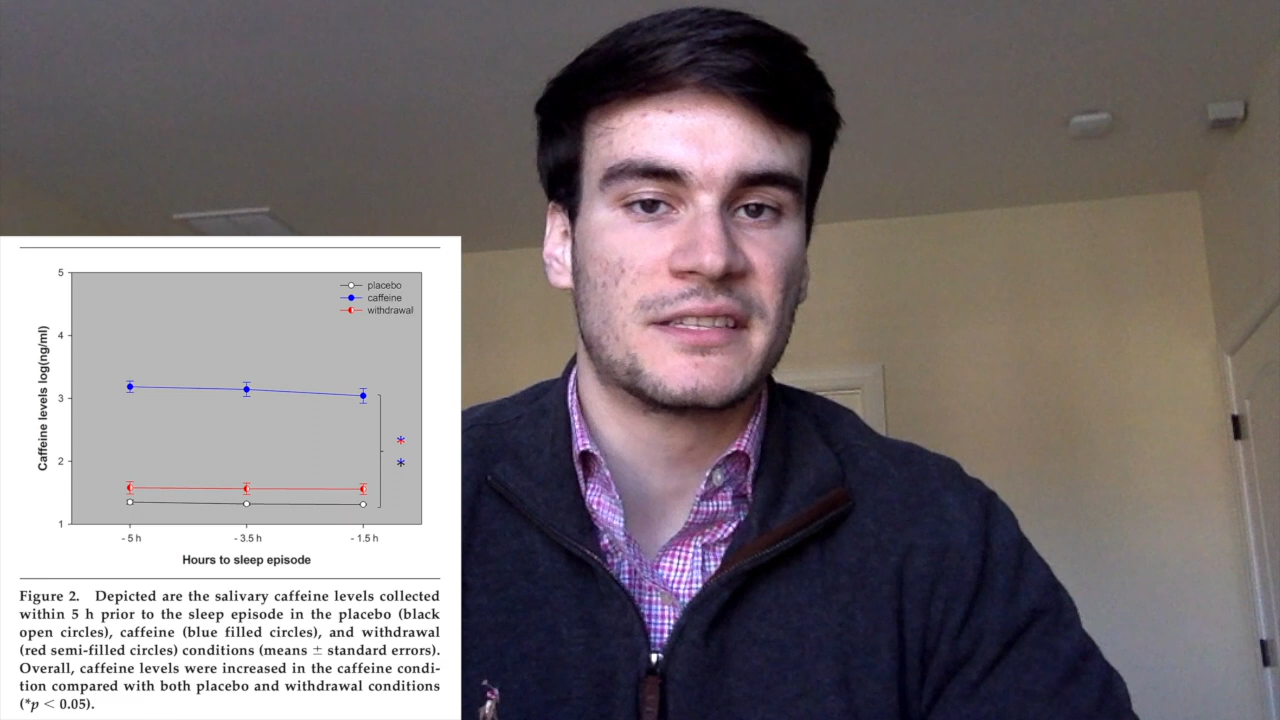 5
placebo
caffeine
withdrawal
4
3
2
1
Caffeine levels log(ng/ml)
*
*
- 5 h - 3.5 h - 1.5 h
Hours to sleep episode
Figure 2. Depicted are the salivary caffeine levels collected
within 5 h prior to the sleep episode in the placebo (black
open circles), caffeine (blue filled circles), and withdrawal
(red semi-filled circles) conditions (means ± standard errors).
Overall, caffeine levels were increased in the caffeine condi-
tion compared with both placebo and withdrawal conditions
(*p < 0.05).